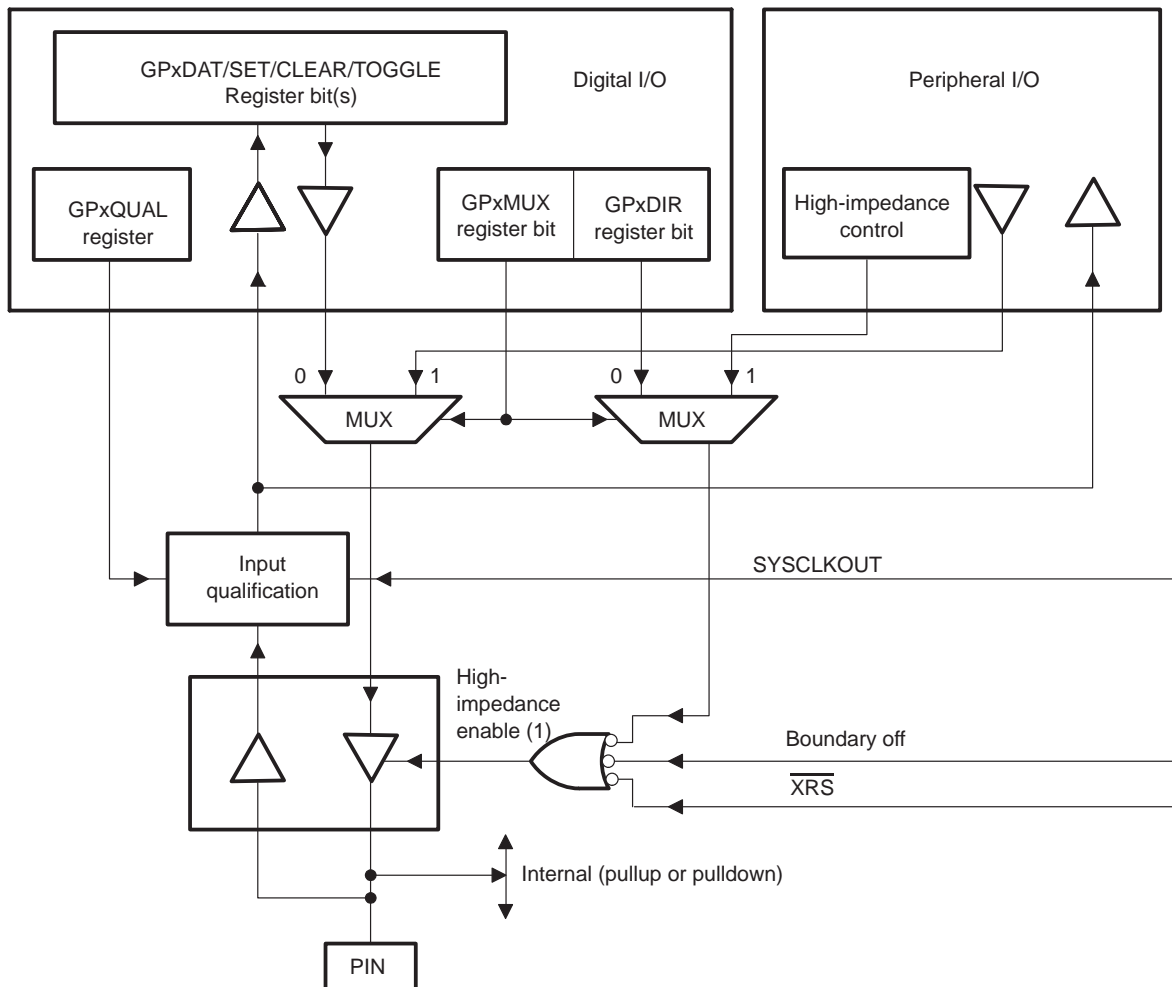 GPxDAT/SET/CLEAR/TOGGLE
Register bit(s)
Digital I/O
Peripheral I/O
GPxQUAL
register
GPxMUX
register bit
GPxDIR
register bit
High-impedance
control
0
1
0
1
MUX
MUX
Input
qualification
SYSCLKOUT
High-
impedance
enable (1)
Boundary off
XRS
Internal (pullup or pulldown)
PIN